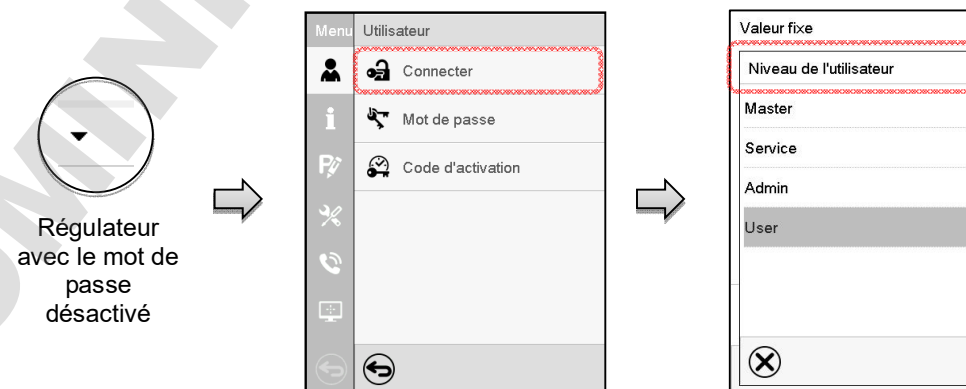 Régulateur
avec le mot de
passe
désactivé
Menu
Utilisateur
Connecter
Mot de passe
Code d'activation
Valeur fixe
Niveau de l'utilisateur
Master
Service
Admin
User